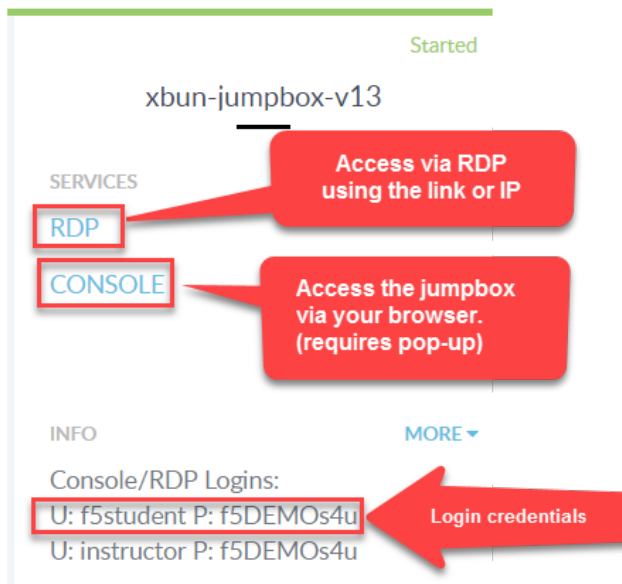 Started
xbun-jumpbox-v13
SERVICES
Access via RDP
using the link or IP
RDP
CONSOLE
Access the jumpbox
via your browser.
(requires pop-up)
INFO
MORE
Console/RDP Logins:
U: f5student P: f5DEMOs4u
Login credentials
U: instructor P: f5DEMOs4u